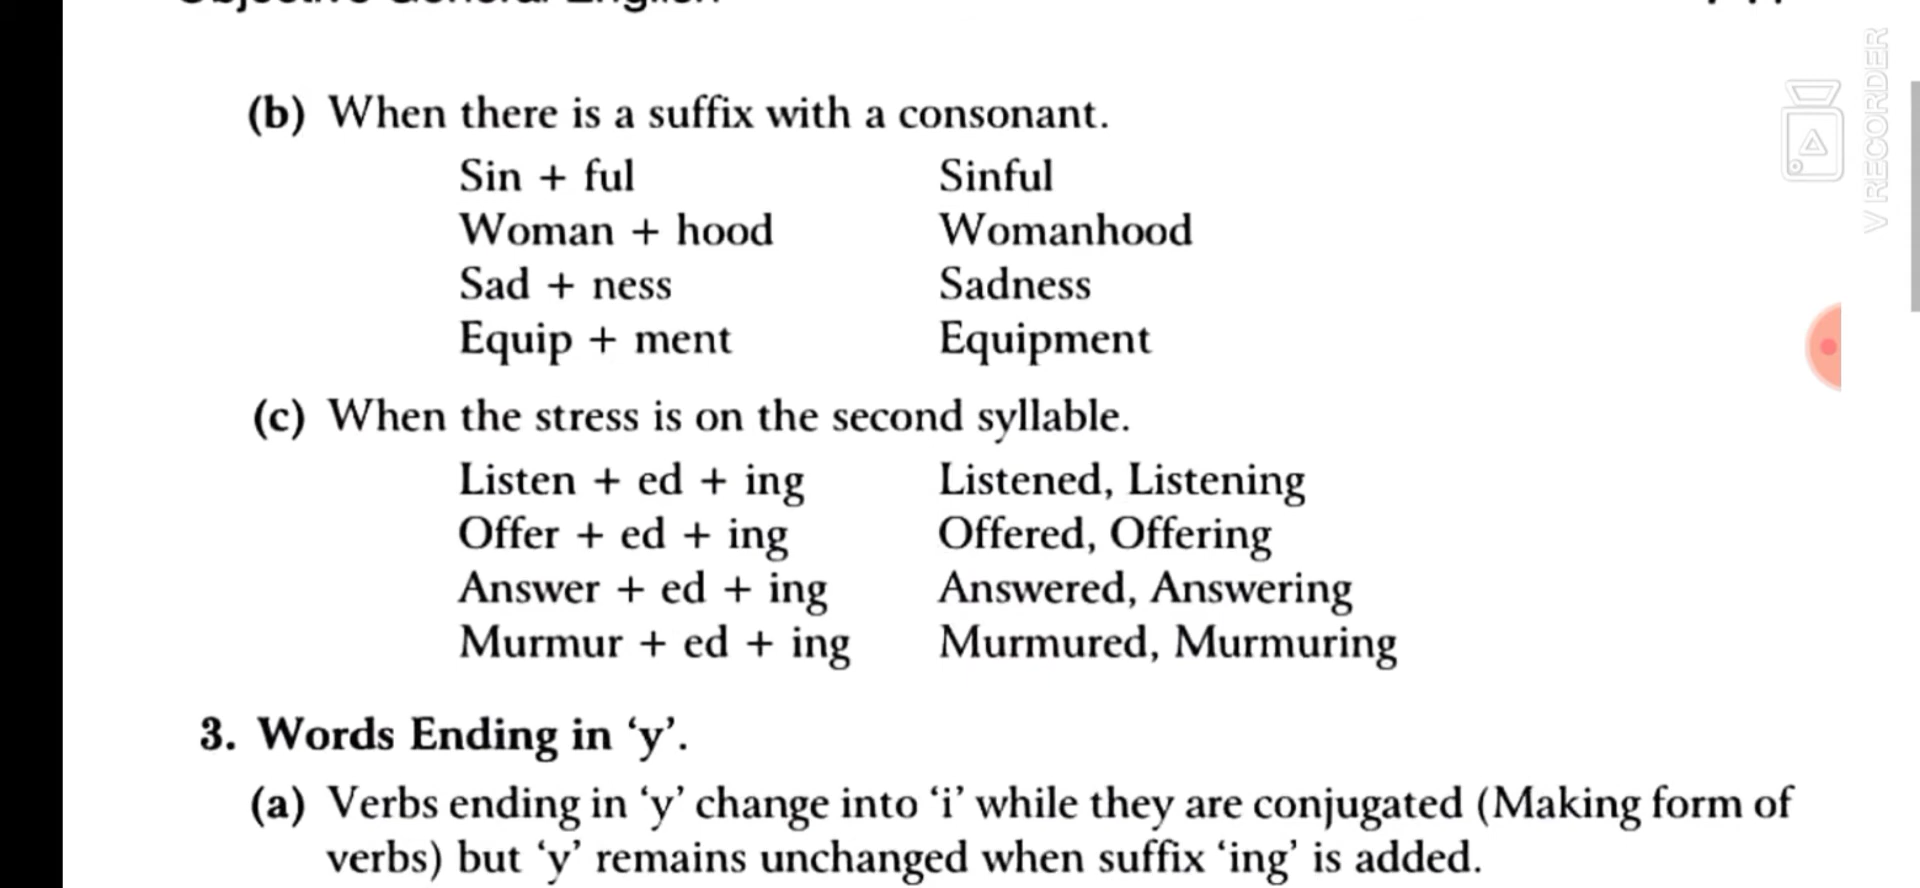 Objective General English
(b) When there is a suffix with a consonant.
Sin + ful Sinful
Woman + hood Womanhood
Sad + ness Sadness
Equip + ment Equipment
(c) When the stress is on the second syllable.
Listen + ed + ing Listened, Listening
Offer + ed + ing Offered, Offering
Answer + ed + ing Answered, Answering
Murmur + ed + ing Murmured, Murmuring
3. Words Ending in ‘y’.
(a) Verbs ending in ‘y’ change into ‘i’ while they are conjugated (Making form of
verbs) but ‘y’ remains unchanged when suffix ‘ing’ is added.
V RECORDER